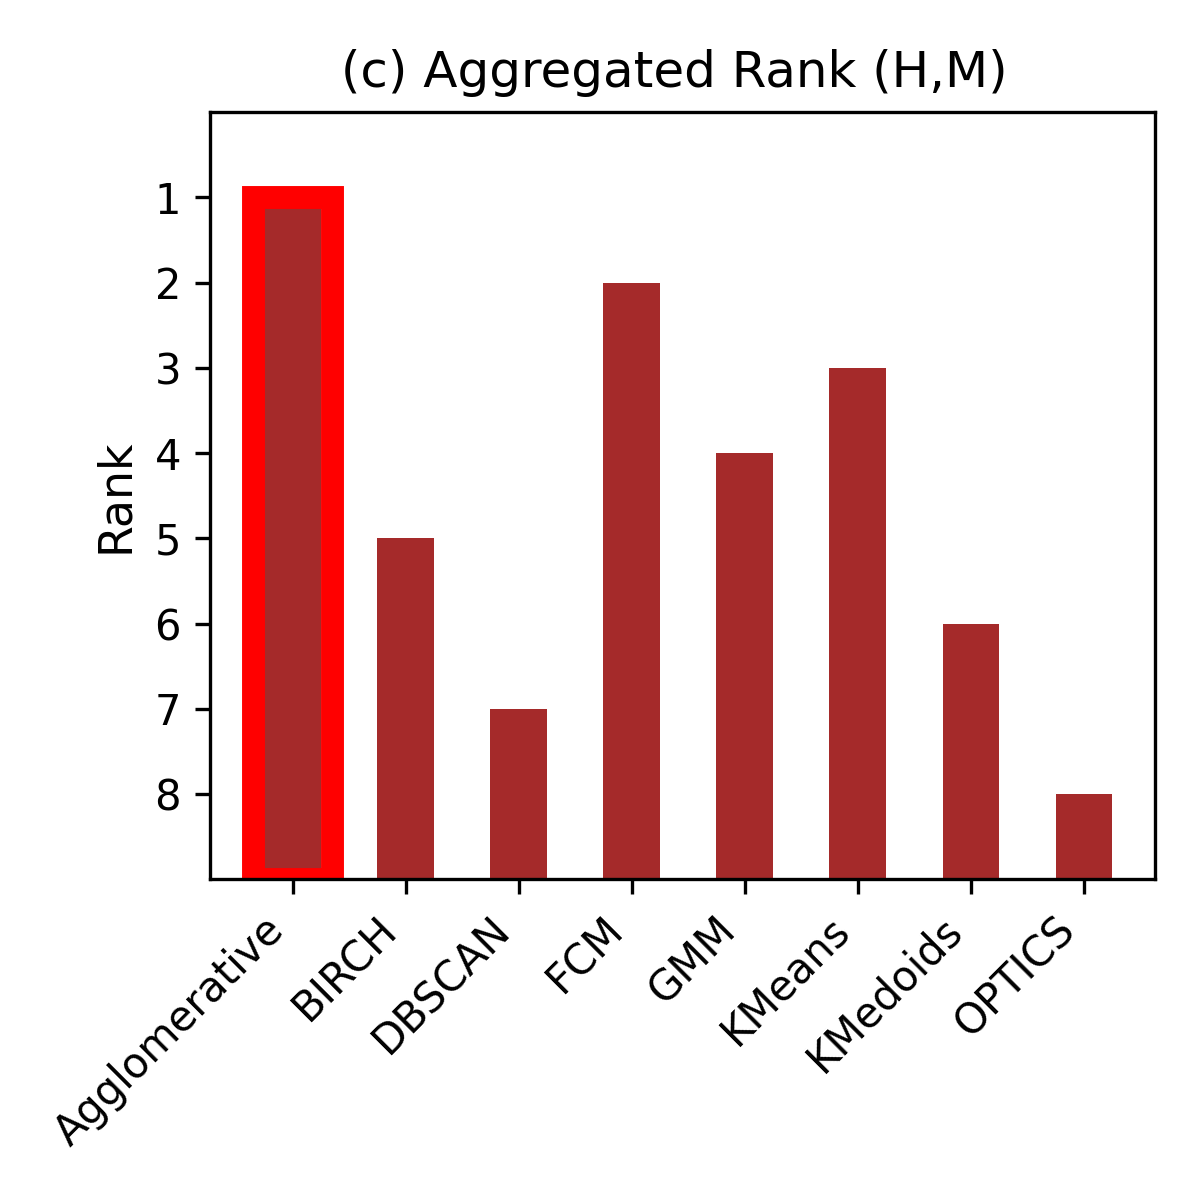 (c) Aggregated Rank (H,M)
Rank
1
2
3
4
5
6
7
8
Agglomerative
BIRCH
DBSCAN
FCM
GMM
KMeans
KMedoids
OPTICS